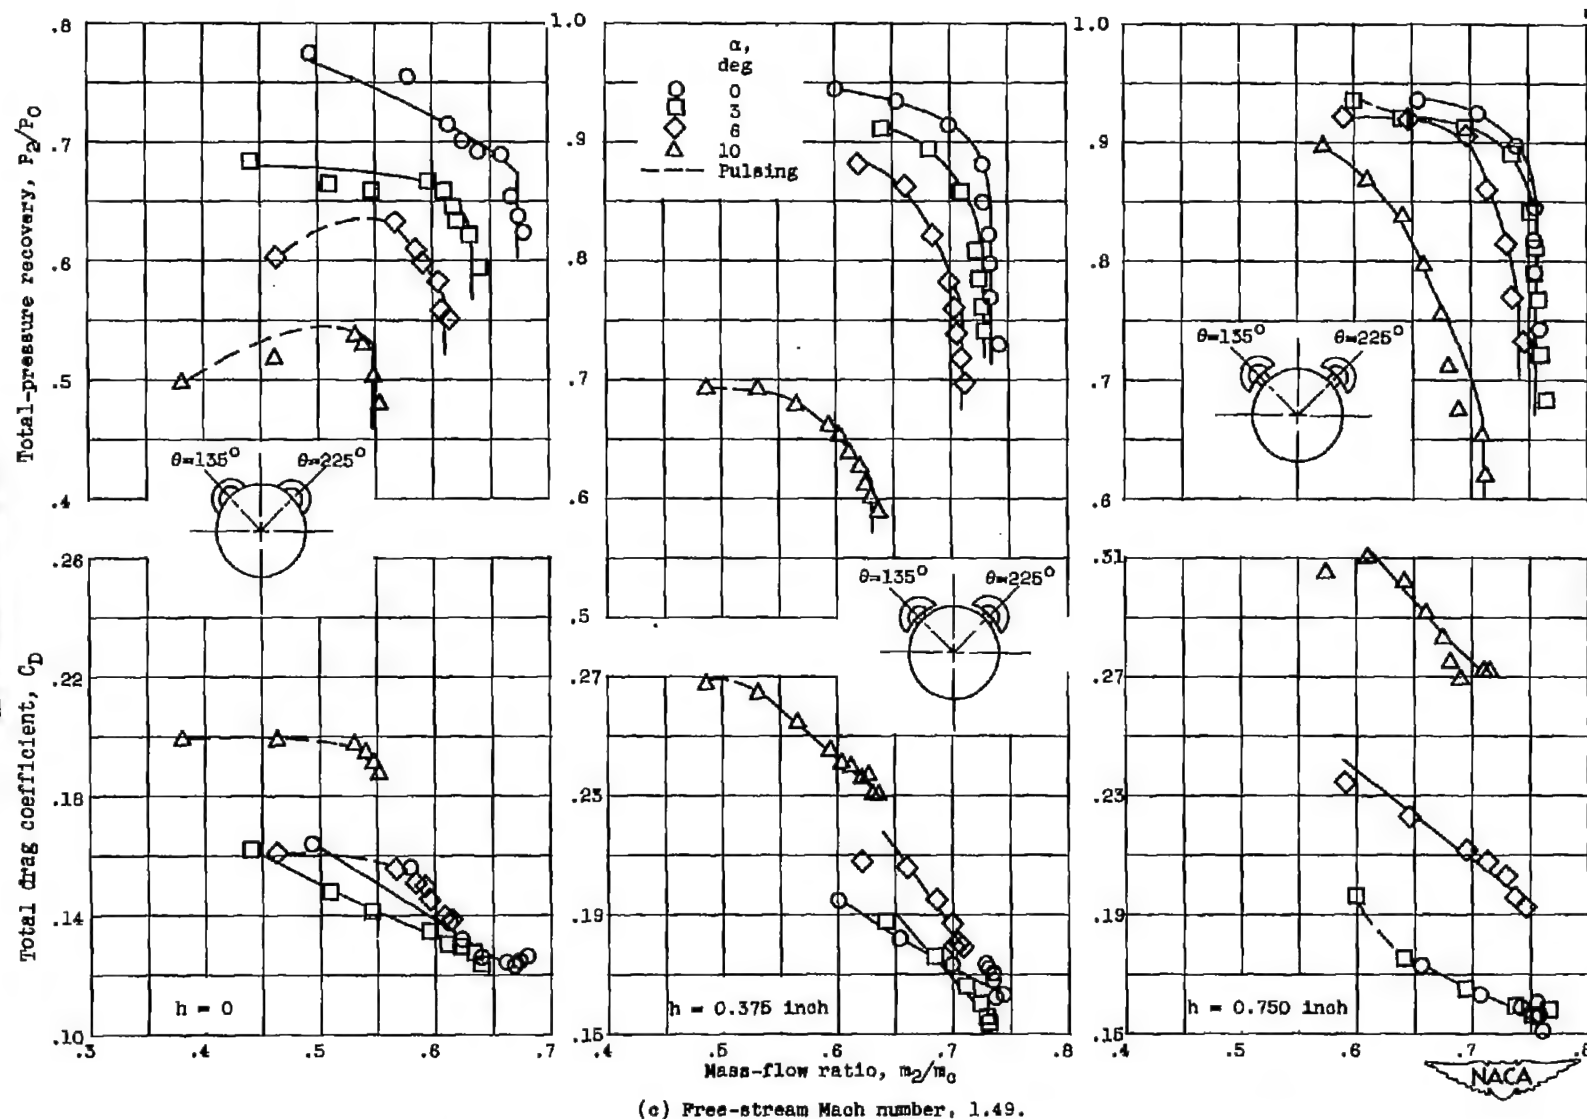 .8
.7
.6
.5
.4
Total-pressure recovery, P2/P0
θ=135°
θ=225°
1.0
.9
.8
.7
.6
.5
α,
deg
0
3
6
10
Pulsing
θ=135°
θ=225°
1.0
.9
.8
.7
.6
θ=135°
θ=225°
.26
.22
.18
.14
.10
Total drag coefficient, CD
h = 0
.3 .4 .5 .6 .7
.27
.23
.19
.15
h = 0.375 inch
.4 .5 .6 .7 .8
.51
.27
.23
.19
.15
h = 0.750 inch
.4 .5 .6 .7 .8
Mass-flow ratio, m2/mc
NACA
(c) Free-stream Mach number, 1.49.